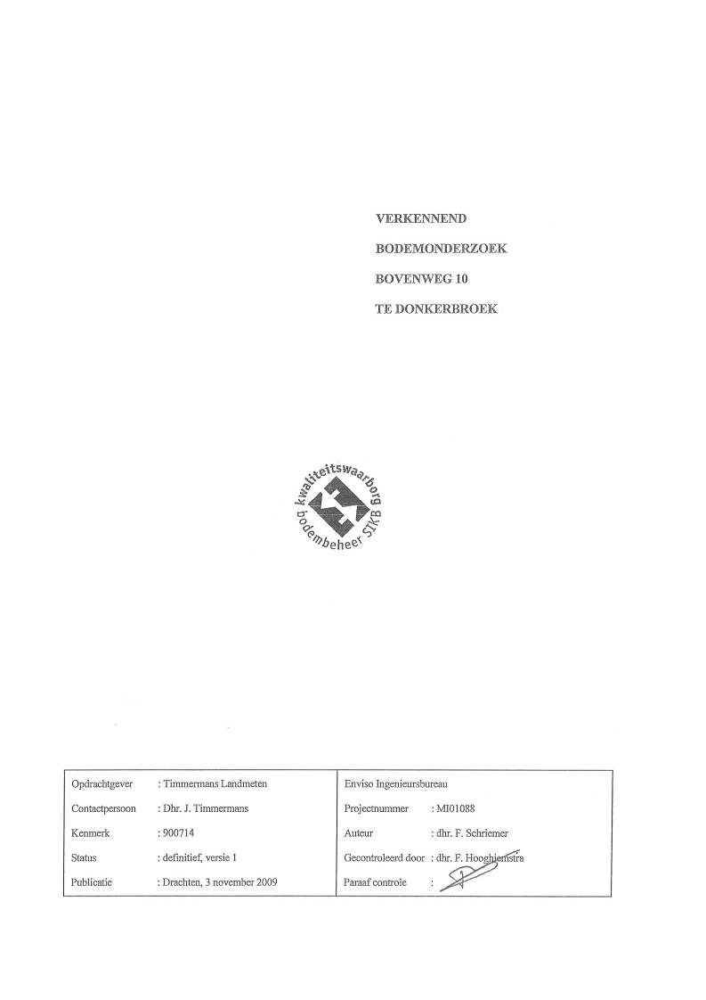 VERKENNEND
BODEMONDERZOEK
BOVENWEG 10
TE DONKERBROEK
kwaliteitswaarborg
bodembeheer SIKB
Opdrachtgever : Timmermans Landmeten
Contactpersoon : Dhr. J. Timmermans
Kenmerk : 900714
Status : definitief, versie 1
Publicatie : Drachten, 3 november 2009
Enviso Ingenieursbureau
Projectnummer : MI01088
Auteur : dhr. F. Schriemer
Gecontroleerd door : dhr. F. Hooghiemstra
Paraaf controle :